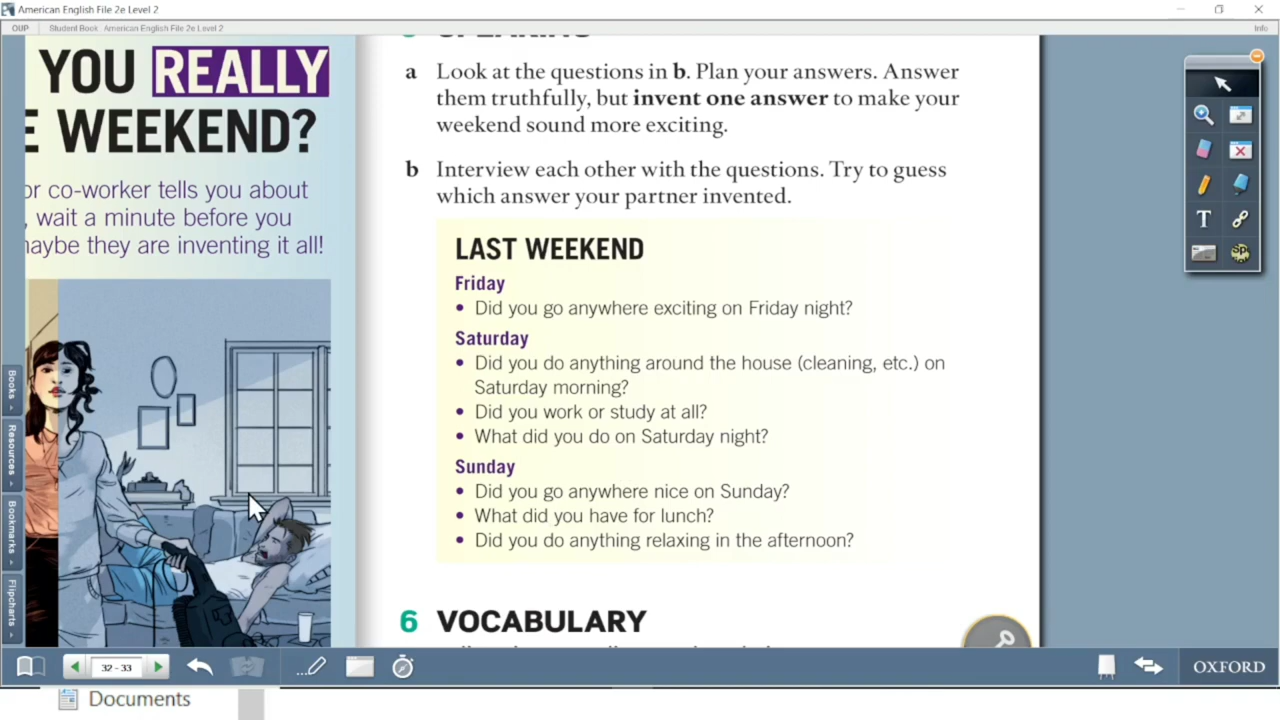 American English File 2e Level 2
OUP
Student Book: American English File 2e Level 2
Info
YOU REALLY
E WEEKEND?
or co-worker tells you about
, wait a minute before you
maybe they are inventing it all!
SPEAKING
a Look at the questions in b. Plan your answers. Answer
them truthfully, but invent one answer to make your
weekend sound more exciting.
b Interview each other with the questions. Try to guess
which answer your partner invented.
LAST WEEKEND
Friday
• Did you go anywhere exciting on Friday night?
Saturday
• Did you do anything around the house (cleaning, etc.) on
Saturday morning?
• Did you work or study at all?
• What did you do on Saturday night?
Sunday
• Did you go anywhere nice on Sunday?
• What did you have for lunch?
• Did you do anything relaxing in the afternoon?
6 VOCABULARY
Books
Resources
Bookmarks
Flipcharts
T
SP
32 - 33
OXFORD
Documents